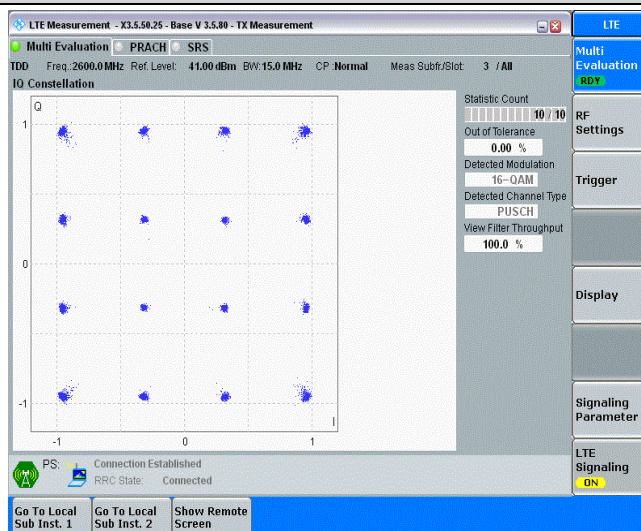 LTE Measurement - X3.5.50.25 - Base V 3.5.80 - TX Measurement
LTE
Multi Evaluation PRACH SRS
TDD Freq.:2600.0 MHz Ref. Level: 41.00 dBm BW:15.0 MHz CP :Normal Meas Subfr./Slot: 3 / All
IQ Constellation
Q
1
0
-1
-1 0 1
I
Statistic Count
10 / 10
Out of Tolerance
0.00 %
Detected Modulation
16-QAM
Detected Channel Type
PUSCH
View Filter Throughput
100.0 %
Multi
Evaluation
RDY
RF
Settings
Trigger
Display
Signaling
Parameter
LTE
Signaling
ON
PS: Connection Established
RRC State: Connected
Go To Local
Sub Inst. 1
Go To Local
Sub Inst. 2
Show Remote
Screen